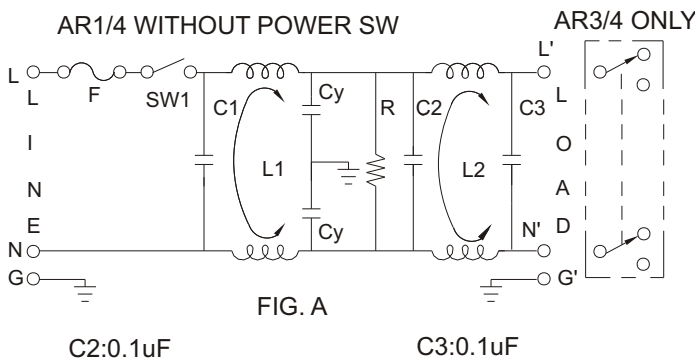 AR1/4 WITHOUT POWER SW
AR3/4 ONLY
L
L'
F
SW1
C1
Cy
R
C2
C3
L
I
N
E
L
O
A
D
L1
L2
Cy
N
N'
G
G'
FIG. A
C2:0.1uF
C3:0.1uF